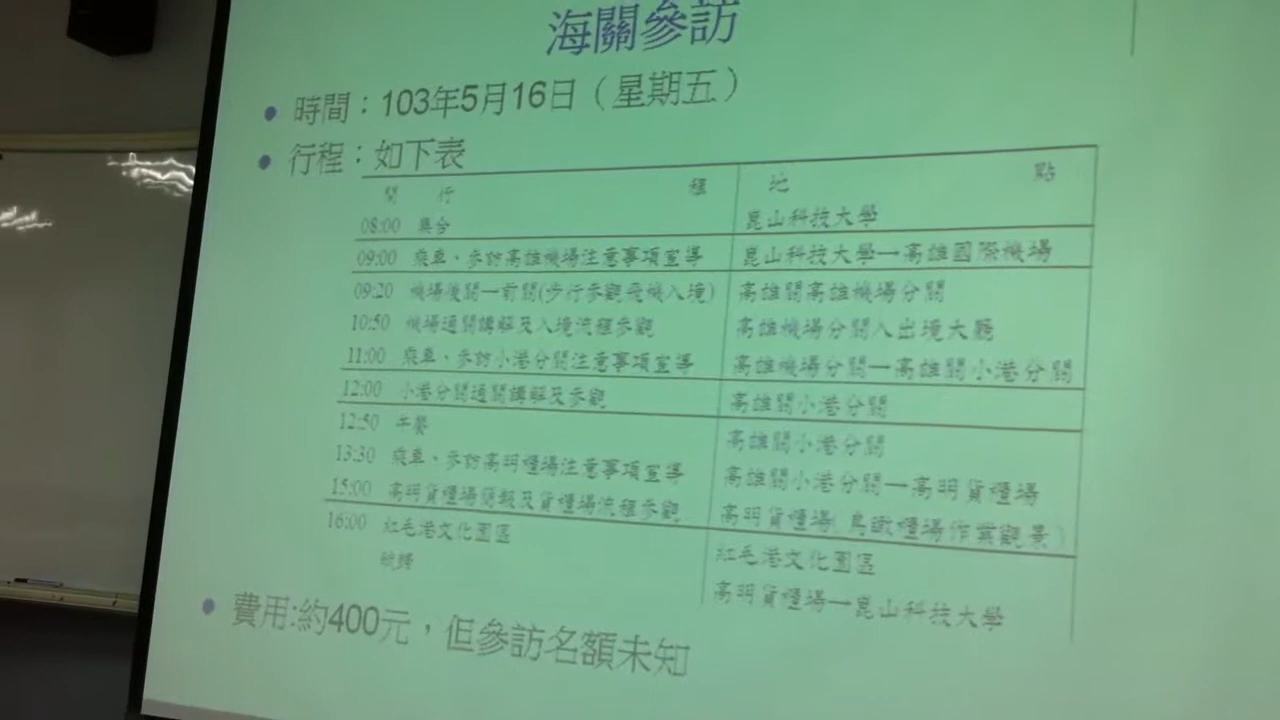 海關參訪
時間：103年5月16日（星期五）
行程：如下表
開 行 程 地 點
08:00 集合 崑山科技大學
09:00 乘車、參訪高雄機場注意事項宣導 崑山科技大學—高雄國際機場
09:20 機場後關—前關(步行參觀飛機入境) 高雄關高雄機場分關
10:50 機場通關講解及入境流程參觀 高雄機場分關入出境大廳
11:00 乘車、參訪小港分關注意事項宣導 高雄機場分關—高雄關小港分關
12:00 小港分關通關講解及參觀 高雄關小港分關
12:50 午餐 高雄關小港分關
13:30 乘車、參訪高明櫃場注意事項宣導 高雄關小港分關—高明貨櫃場
15:00 高明貨櫃場簡報及貨櫃場流程參觀 高明貨櫃場(鳥瞰櫃場作業觀景)
16:00 紅毛港文化園區 紅毛港文化園區
高明貨櫃場—崑山科技大學
費用:約400元，但參訪名額未知